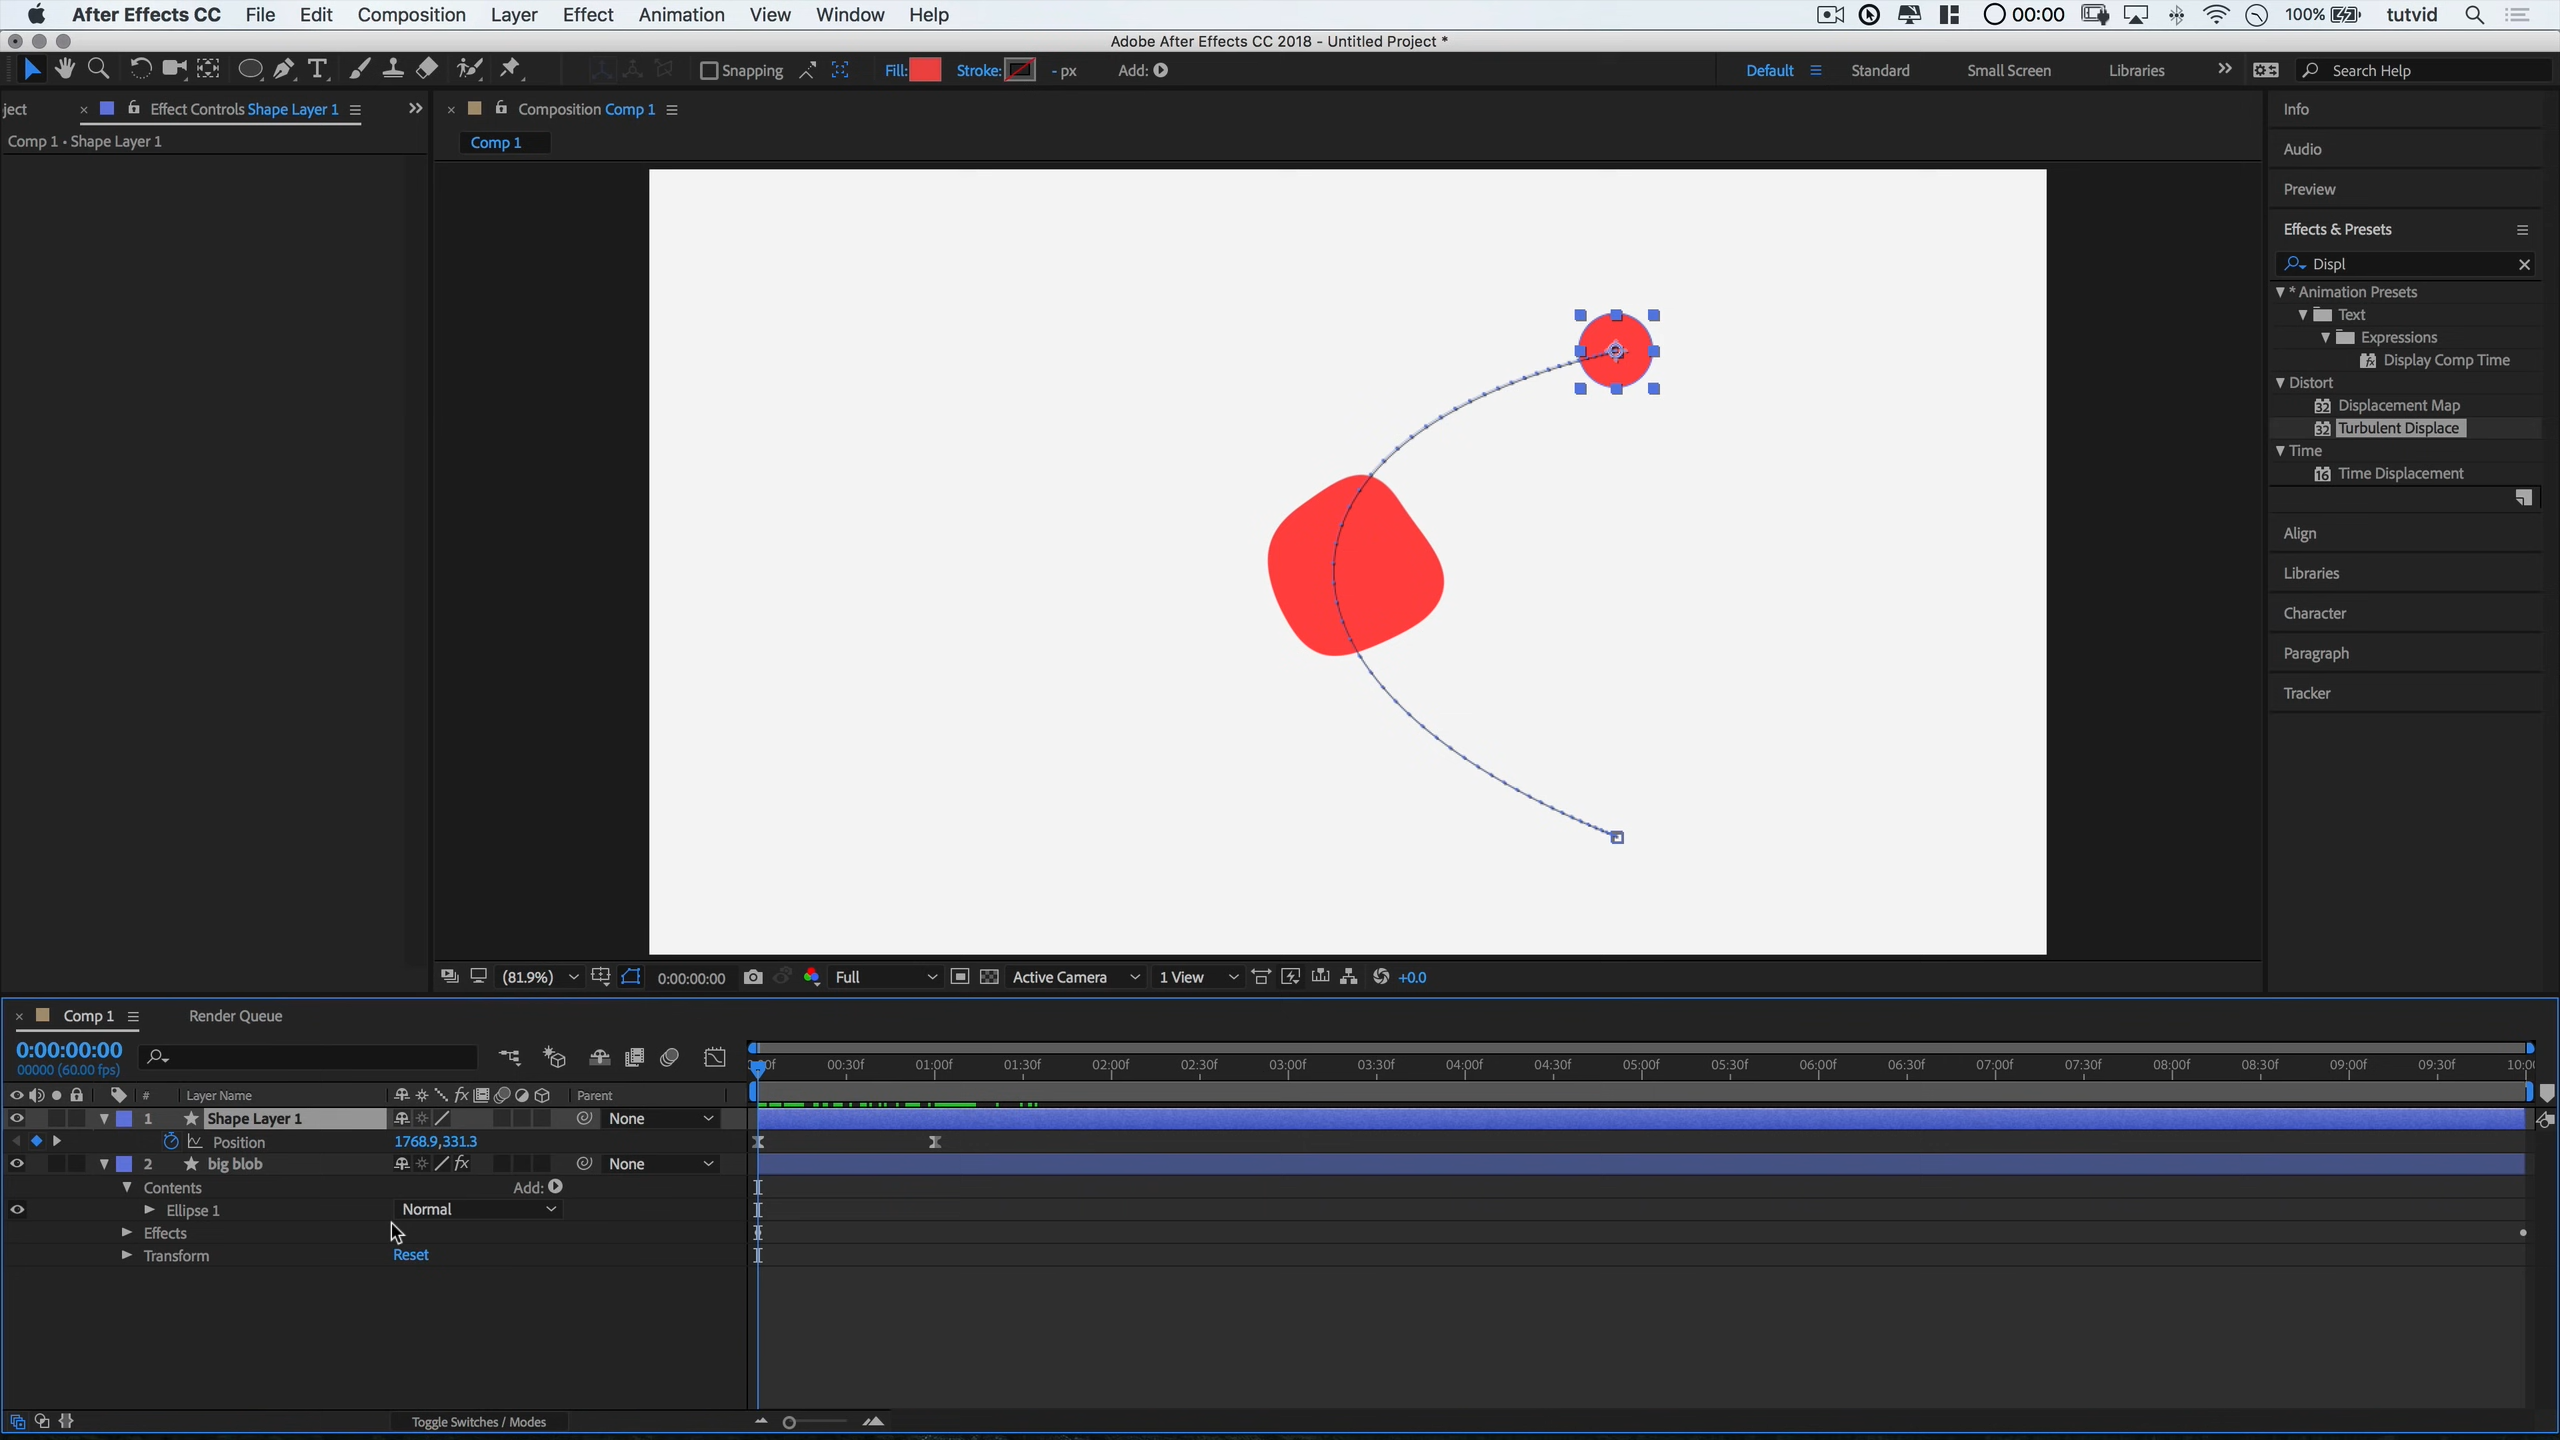 After Effects CC File Edit Composition Layer Effect Animation View Window Help 00:00 100% tutvid
Adobe After Effects CC 2018 - Untitled Project *
Snapping Fill: Stroke: - px Add: Default Standard Small Screen Libraries Search Help
ject Effect Controls Shape Layer 1 Composition Comp 1 Info
Comp 1 • Shape Layer 1
Comp 1
Audio
Preview
Effects & Presets
Displ
* Animation Presets
Text
Expressions
Display Comp Time
Distort
32 Displacement Map
32 Turbulent Displace
Time
16 Time Displacement
Align
Libraries
Character
Paragraph
Tracker
(81.9%) 0:00:00:00 Full Active Camera 1 View +0.0
Comp 1 Render Queue
0:00:00:00
00000 (60.00 fps)
:00f 00:30f 01:00f 01:30f 02:00f 02:30f 03:00f 03:30f 04:00f 04:30f 05:00f 05:30f 06:00f 06:30f 07:00f 07:30f 08:00f 08:30f 09:00f 09:30f 10:00
# Layer Name fx Parent
1 Shape Layer 1 None
Position 1768.9,331.3
2 big blob fx None
Contents Add:
Ellipse 1 Normal
Effects
Transform Reset
Toggle Switches / Modes